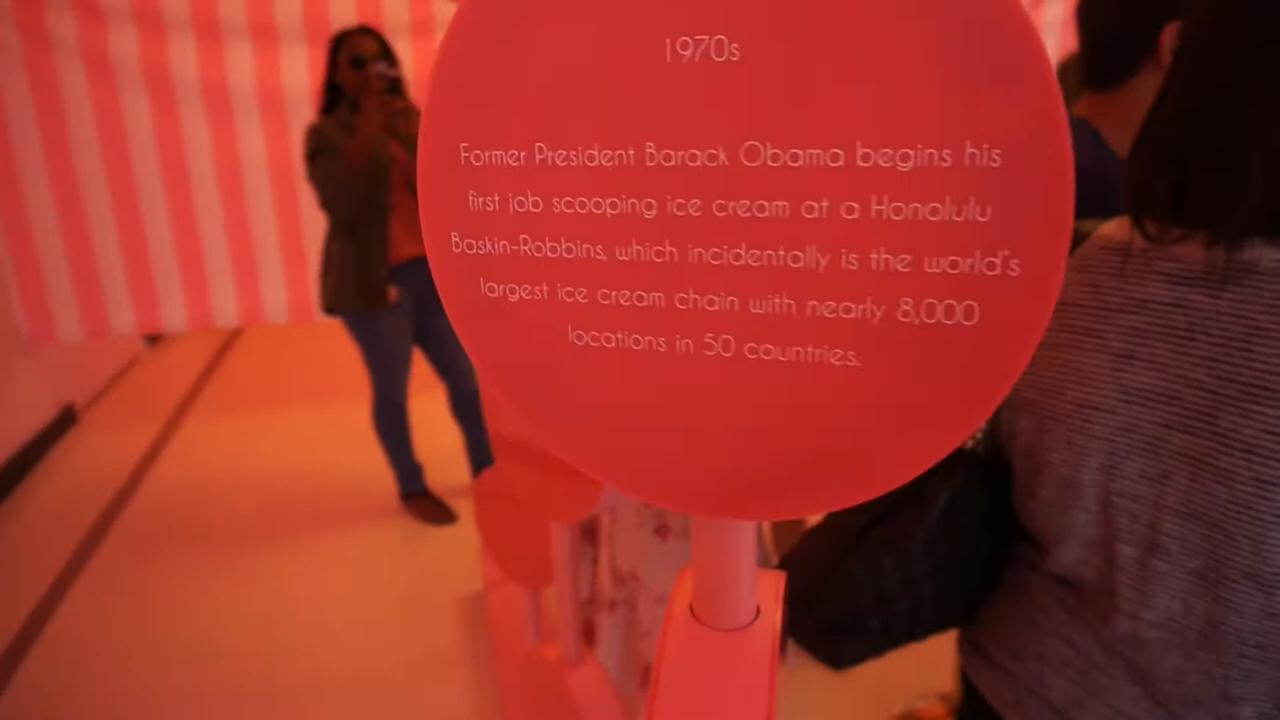 1970s
Former President Barack Obama begins his
first job scooping ice cream at a Honolulu
Baskin-Robbins, which incidentally is the world's
largest ice cream chain with nearly 8,000
locations in 50 countries.